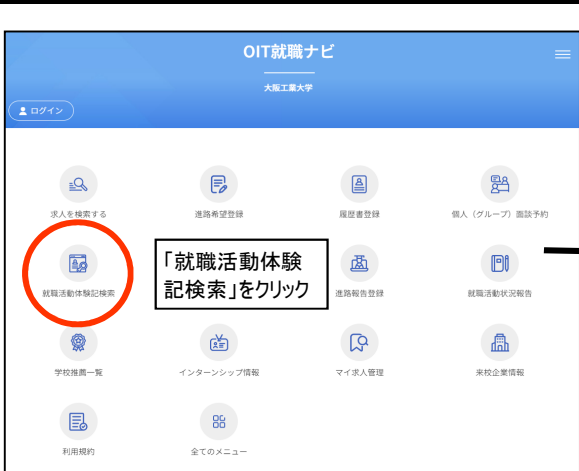 OIT就職ナビ
大阪工業大学
ログイン
求人を検索する
進路希望登録
履歴書登録
個人（グループ）面談予約
就職活動体験記検索
「就職活動体験
記検索」をクリック
進路報告登録
就職活動状況報告
学校推薦一覧
インターンシップ情報
マイ求人管理
来校企業情報
利用規約
全てのメニュー